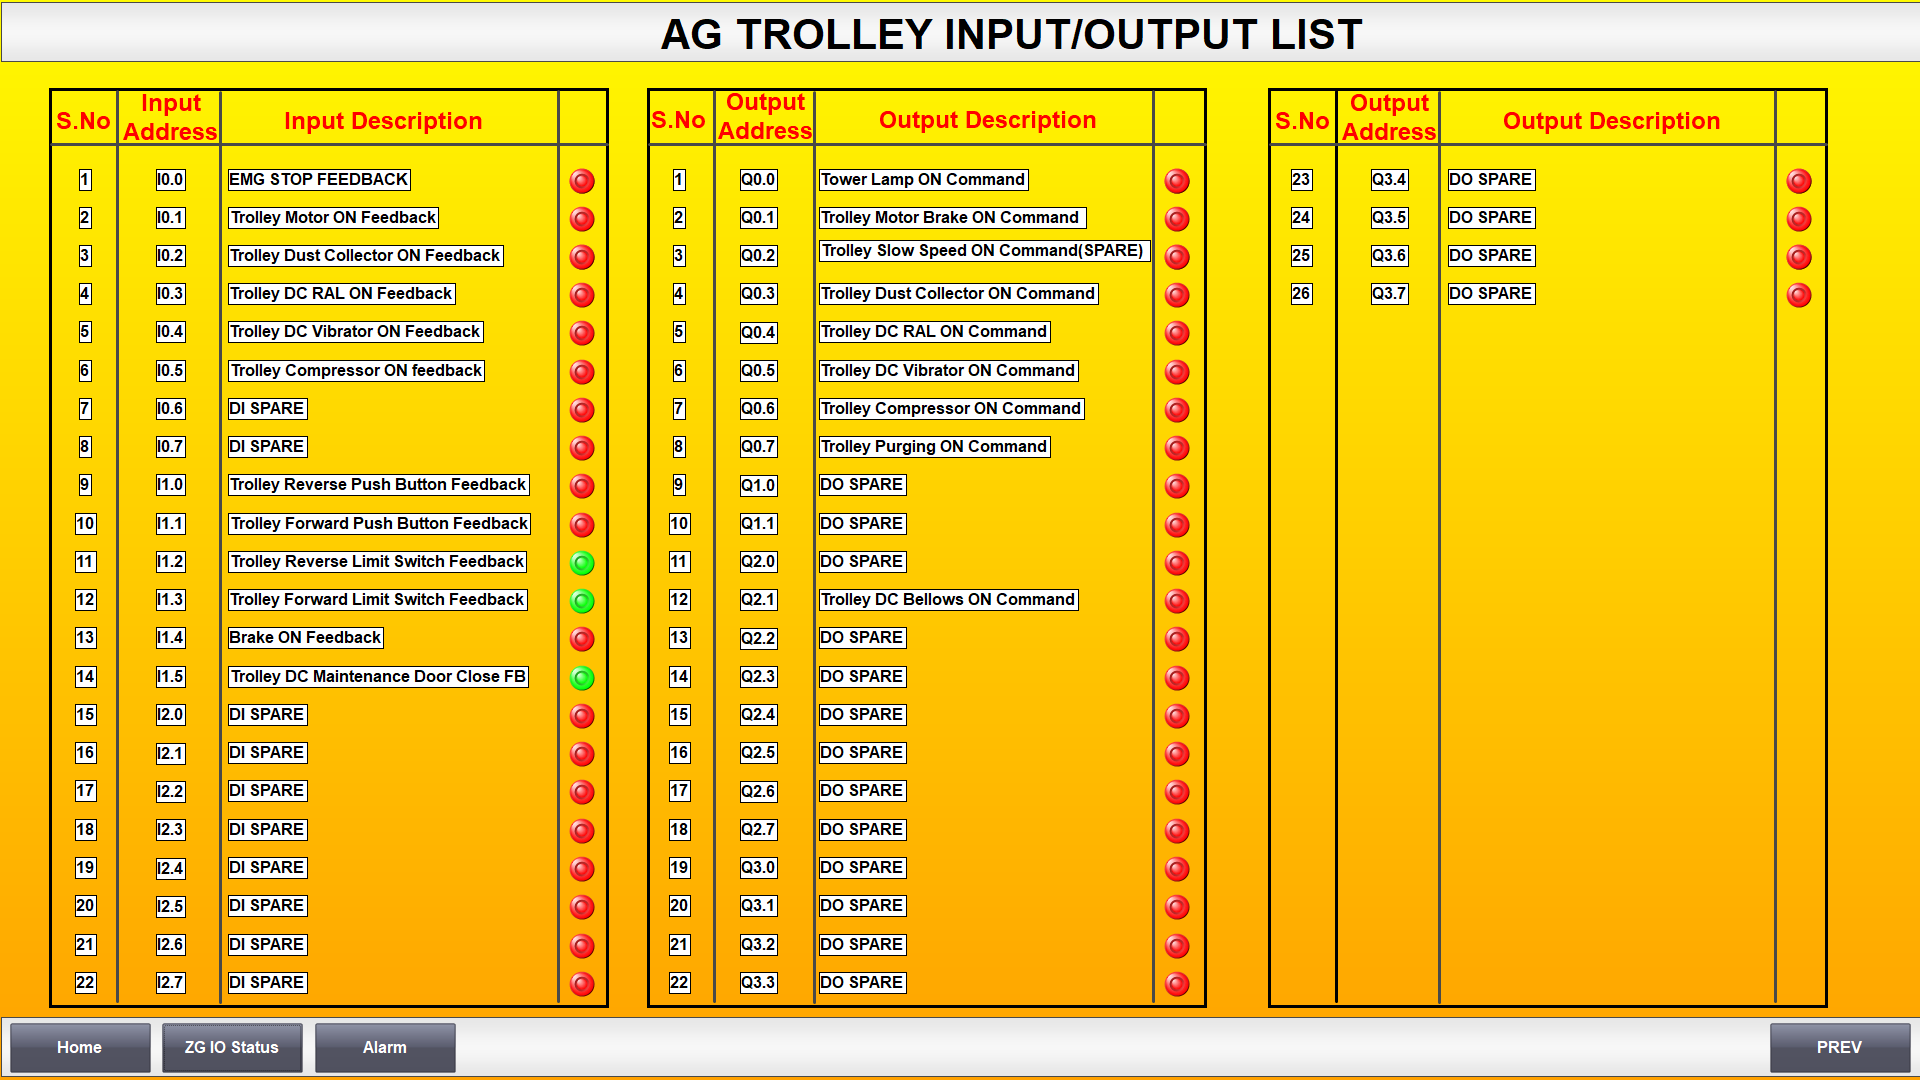 AG TROLLEY INPUT/OUTPUT LIST
S.No Input Address Input Description
1 I0.0 EMG STOP FEEDBACK
2 I0.1 Trolley Motor ON Feedback
3 I0.2 Trolley Dust Collector ON Feedback
4 I0.3 Trolley DC RAL ON Feedback
5 I0.4 Trolley DC Vibrator ON Feedback
6 I0.5 Trolley Compressor ON feedback
7 I0.6 DI SPARE
8 I0.7 DI SPARE
9 I1.0 Trolley Reverse Push Button Feedback
10 I1.1 Trolley Forward Push Button Feedback
11 I1.2 Trolley Reverse Limit Switch Feedback
12 I1.3 Trolley Forward Limit Switch Feedback
13 I1.4 Brake ON Feedback
14 I1.5 Trolley DC Maintenance Door Close FB
15 I2.0 DI SPARE
16 I2.1 DI SPARE
17 I2.2 DI SPARE
18 I2.3 DI SPARE
19 I2.4 DI SPARE
20 I2.5 DI SPARE
21 I2.6 DI SPARE
22 I2.7 DI SPARE
S.No Output Address Output Description
1 Q0.0 Tower Lamp ON Command
2 Q0.1 Trolley Motor Brake ON Command
3 Q0.2 Trolley Slow Speed ON Command(SPARE)
4 Q0.3 Trolley Dust Collector ON Command
5 Q0.4 Trolley DC RAL ON Command
6 Q0.5 Trolley DC Vibrator ON Command
7 Q0.6 Trolley Compressor ON Command
8 Q0.7 Trolley Purging ON Command
9 Q1.0 DO SPARE
10 Q1.1 DO SPARE
11 Q2.0 DO SPARE
12 Q2.1 Trolley DC Bellows ON Command
13 Q2.2 DO SPARE
14 Q2.3 DO SPARE
15 Q2.4 DO SPARE
16 Q2.5 DO SPARE
17 Q2.6 DO SPARE
18 Q2.7 DO SPARE
19 Q3.0 DO SPARE
20 Q3.1 DO SPARE
21 Q3.2 DO SPARE
22 Q3.3 DO SPARE
S.No Output Address Output Description
23 Q3.4 DO SPARE
24 Q3.5 DO SPARE
25 Q3.6 DO SPARE
26 Q3.7 DO SPARE
Home ZG IO Status Alarm PREV